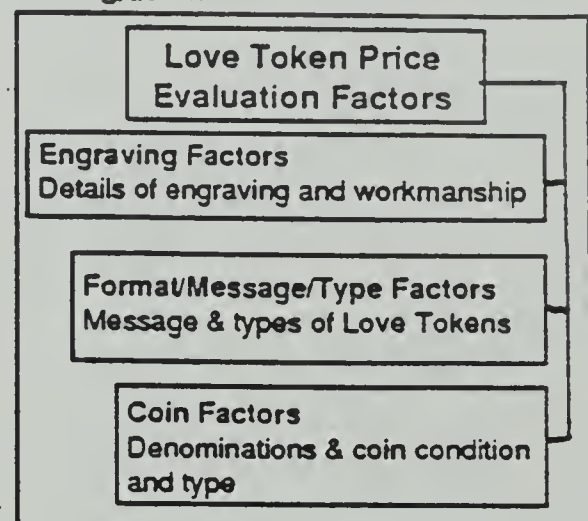 Love Token Price
Evaluation Factors
Engraving Factors
Details of engraving and workmanship
Format/Message/Type Factors
Message & types of Love Tokens
Coin Factors
Denominations & coin condition
and type